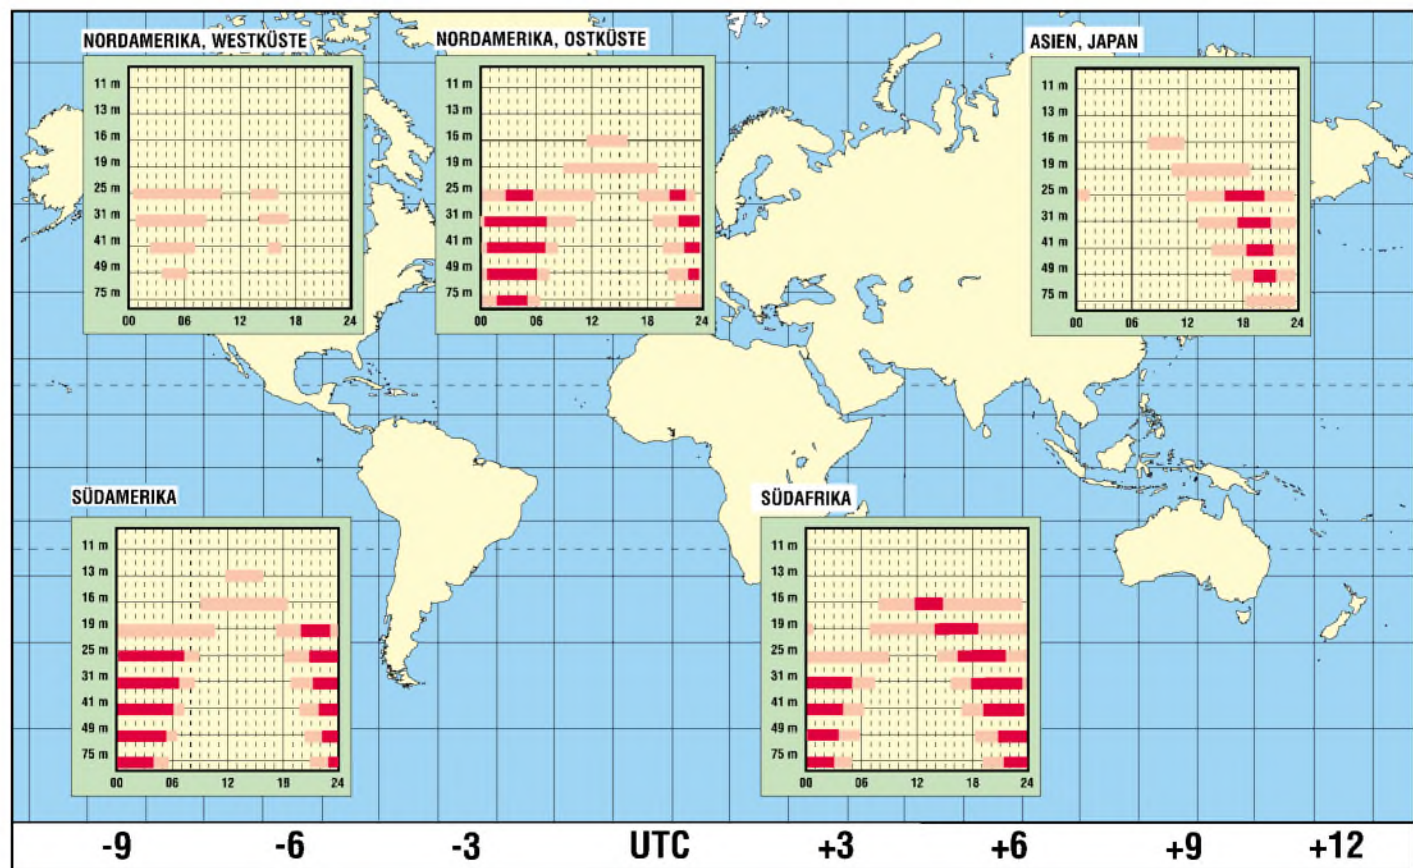 NORDAMERIKA, WESTKÜSTE
11 m
13 m
16 m
19 m
25 m
31 m
41 m
49 m
75 m
00 06 12 18 24
NORDAMERIKA, OSTKÜSTE
11 m
13 m
16 m
19 m
25 m
31 m
41 m
49 m
75 m
00 06 12 18 24
ASIEN, JAPAN
11 m
13 m
16 m
19 m
25 m
31 m
41 m
49 m
75 m
00 06 12 18 24
SÜDAMERIKA
11 m
13 m
16 m
19 m
25 m
31 m
41 m
49 m
75 m
00 06 12 18 24
SÜDAFRIKA
11 m
13 m
16 m
19 m
25 m
31 m
41 m
49 m
75 m
00 06 12 18 24
-9 -6 -3 UTC +3 +6 +9 +12